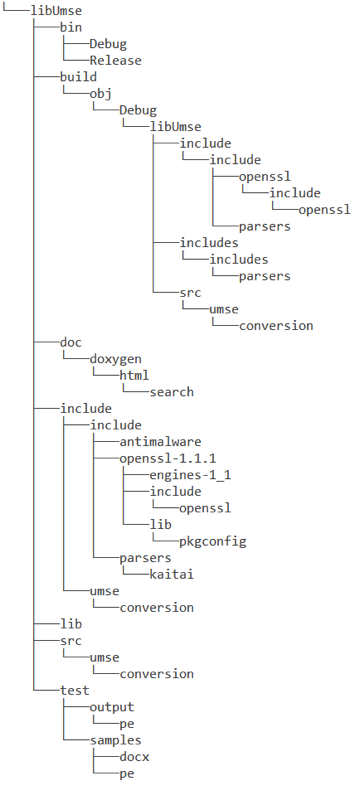 libUmse
bin
Debug
Release
build
obj
Debug
libUmse
include
include
openssl
include
openssl
parsers
includes
includes
parsers
src
umse
conversion
doc
doxygen
html
search
include
include
antimalware
openssl-1.1.1
engines-1_1
include
openssl
lib
pkgconfig
parsers
kaitai
umse
conversion
lib
src
umse
conversion
test
output
pe
samples
docx
pe